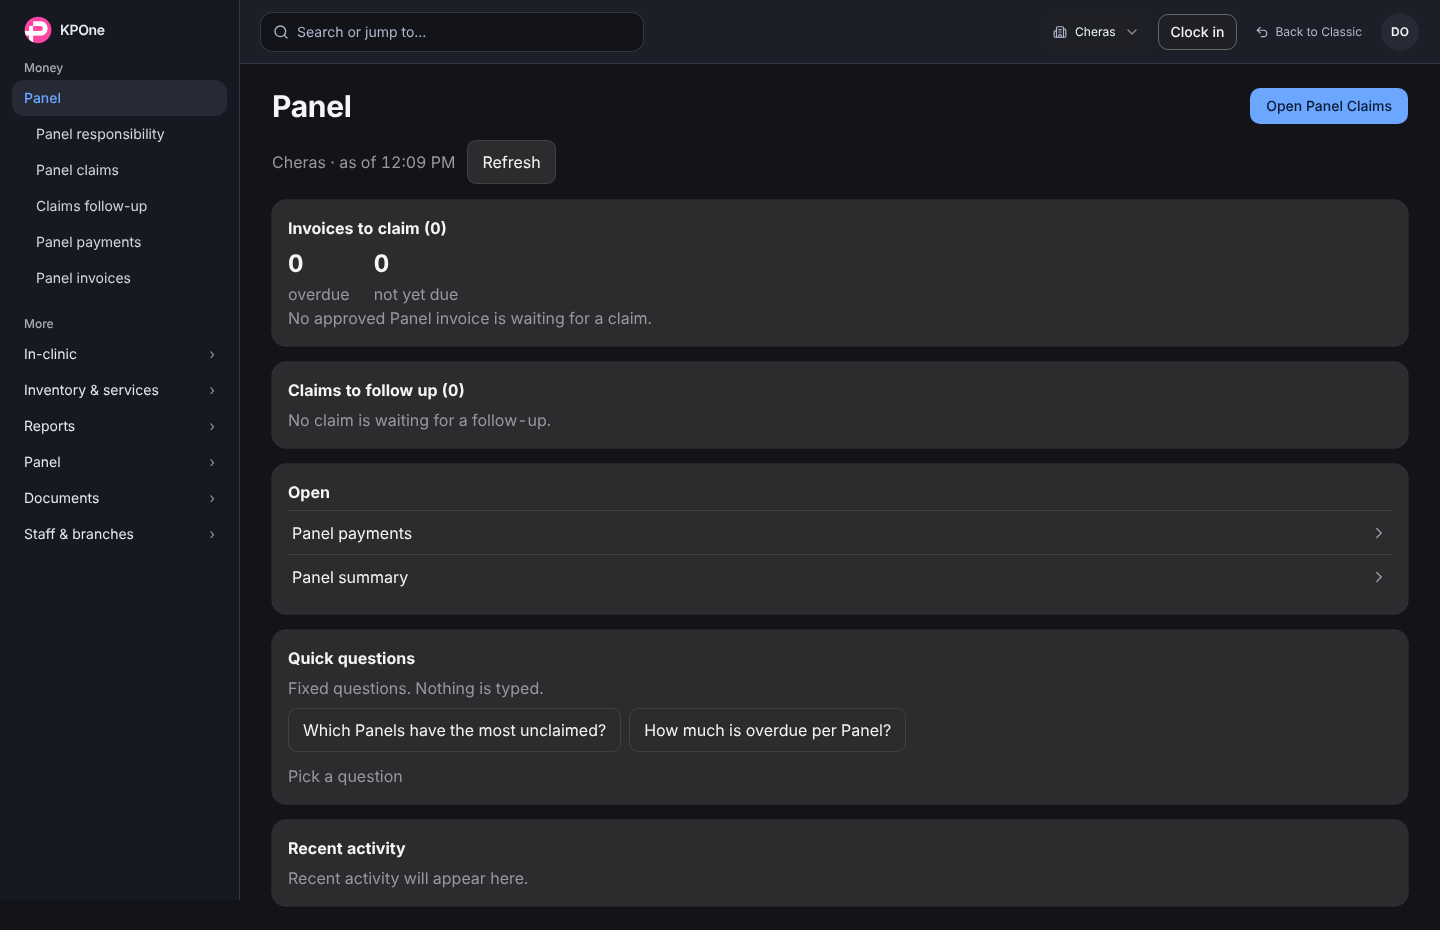 KPOne
Search or jump to...
Cheras
Clock in
Back to Classic
DO
Money
Panel
Panel responsibility
Panel claims
Claims follow-up
Panel payments
Panel invoices
More
In-clinic
Inventory & services
Reports
Panel
Documents
Staff & branches
Panel
Open Panel Claims
Cheras · as of 12:09 PM
Refresh
Invoices to claim (0)
0 0
overdue not yet due
No approved Panel invoice is waiting for a claim.
Claims to follow up (0)
No claim is waiting for a follow-up.
Open
Panel payments
Panel summary
Quick questions
Fixed questions. Nothing is typed.
Which Panels have the most unclaimed? How much is overdue per Panel?
Pick a question
Recent activity
Recent activity will appear here.